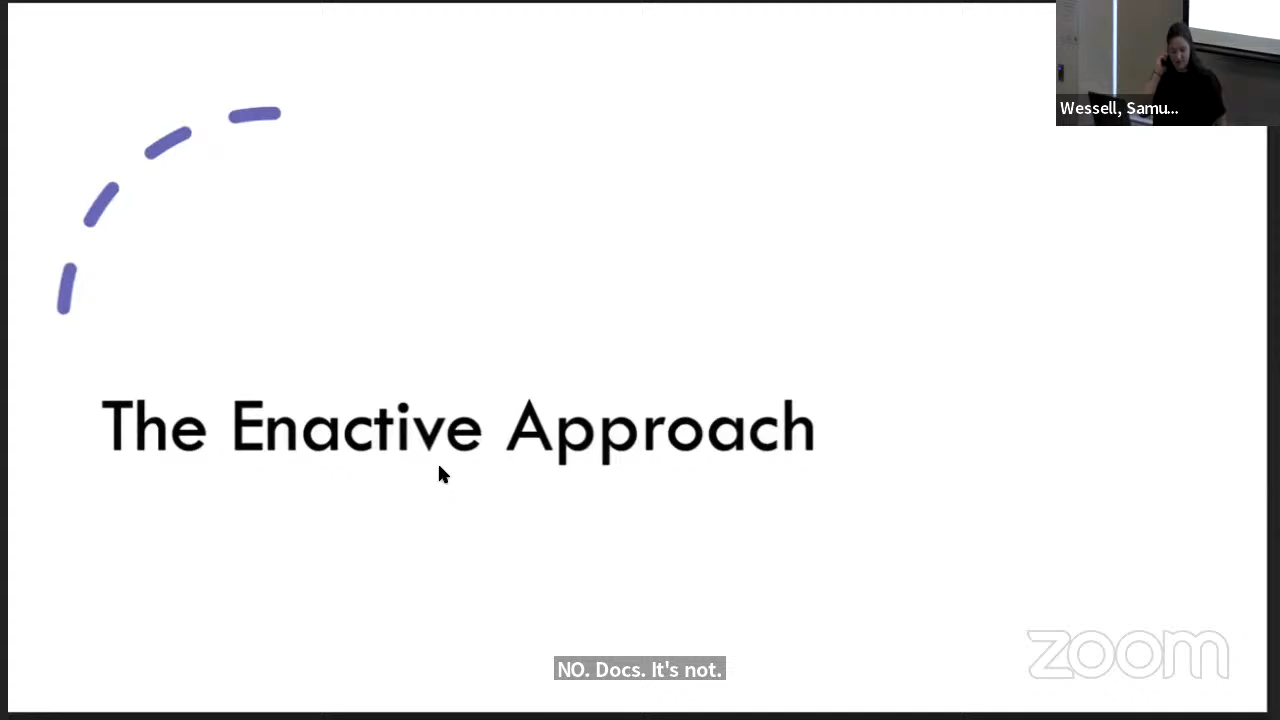 Wessell, Samu...
The Enactive Approach
NO. Docs. It's not.
zoom